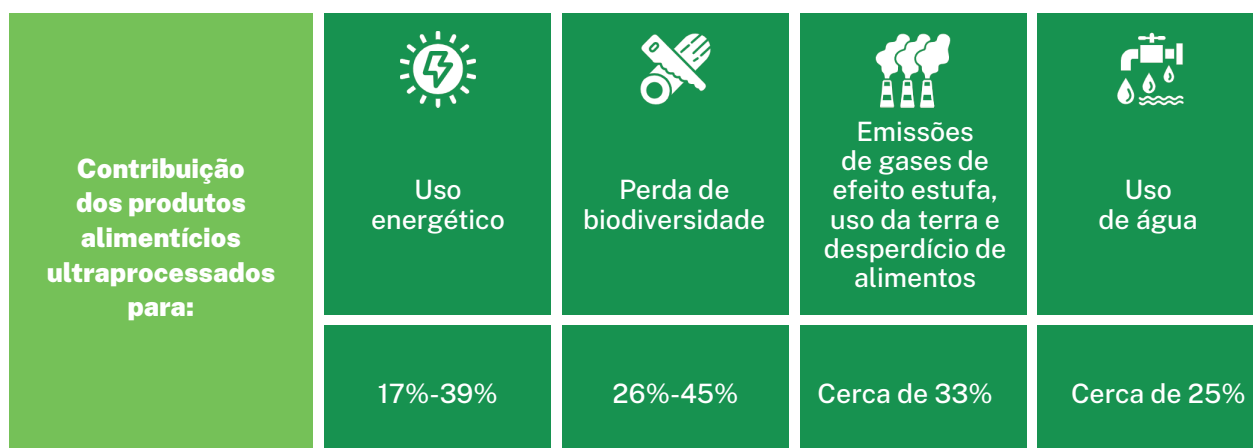 Contribuição
dos produtos
alimentícios
ultraprocessados
para:
Uso
energético
Perda de
biodiversidade
Emissões
de gases de
efeito estufa,
uso da terra e
desperdício de
alimentos
Uso
de água
17%-39%
26%-45%
Cerca de 33%
Cerca de 25%